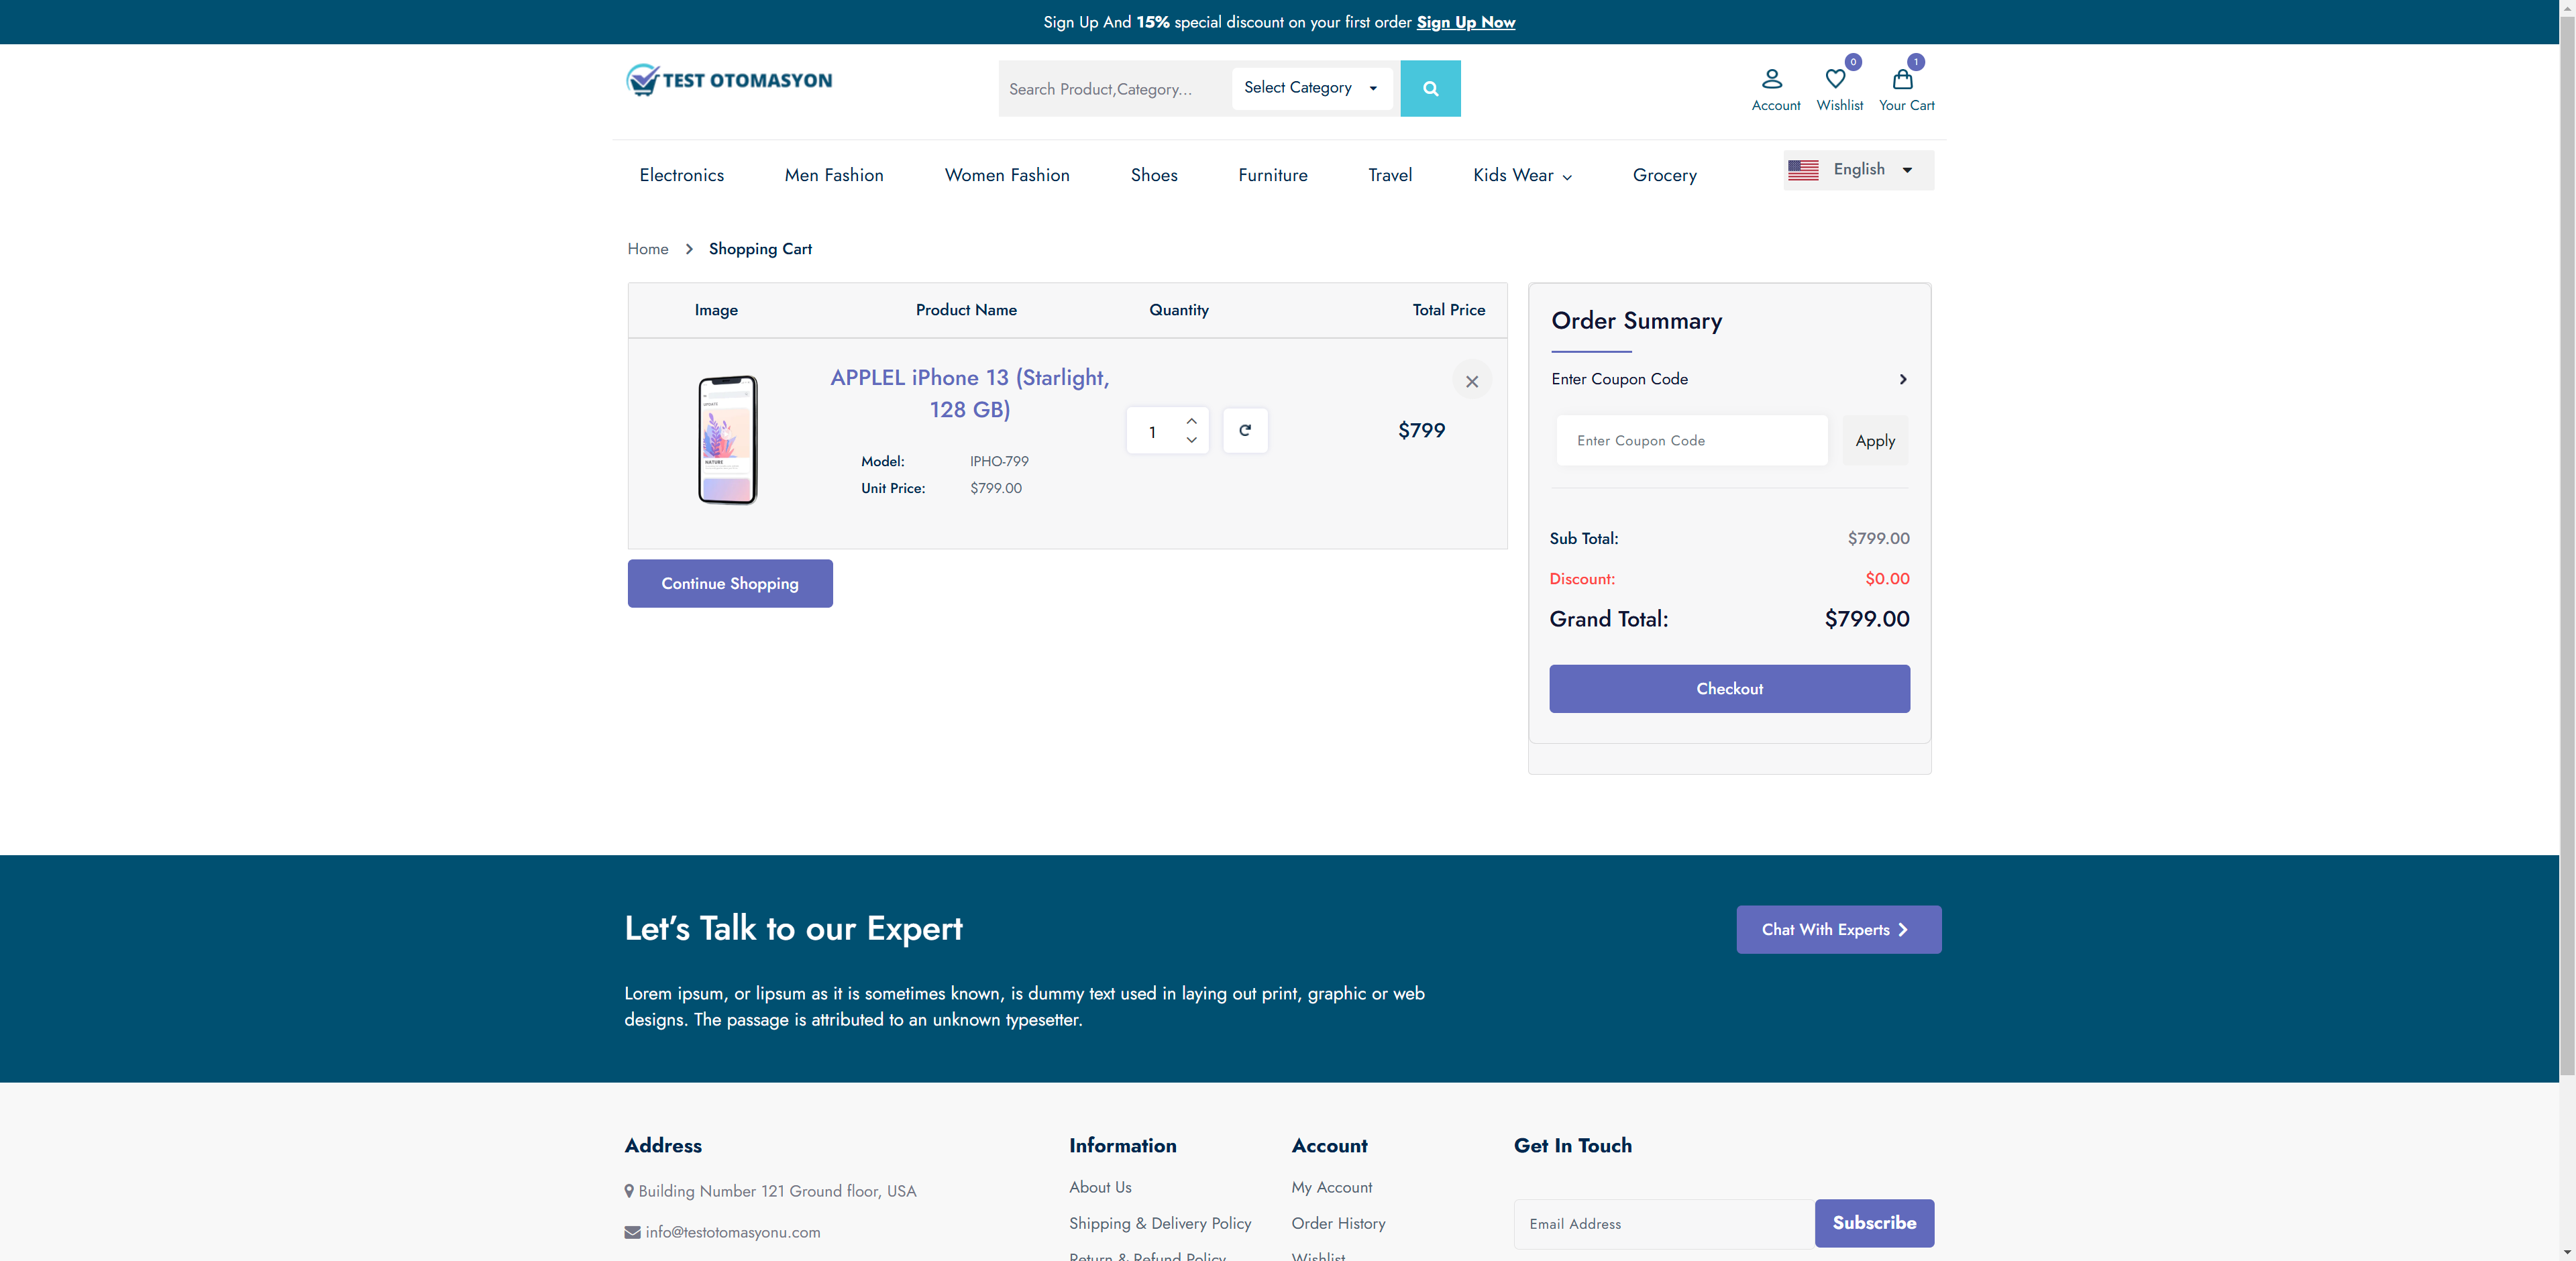 Sign Up And 15% special discount on your first order Sign Up Now
TEST OTOMASYON
Search Product,Category...
Select Category
0
1
Account
Wishlist
Your Cart
Electronics
Men Fashion
Women Fashion
Shoes
Furniture
Travel
Kids Wear
Grocery
English
Home
Shopping Cart
Image
Product Name
Quantity
Total Price
APPLEL iPhone 13 (Starlight,
128 GB)
1
$799
Model: IPHO-799
Unit Price: $799.00
NATURE
Continue Shopping
Order Summary
Enter Coupon Code
Enter Coupon Code
Apply
Sub Total: $799.00
Discount: $0.00
Grand Total: $799.00
Checkout
Let's Talk to our Expert
Chat With Experts
Lorem ipsum, or lipsum as it is sometimes known, is dummy text used in laying out print, graphic or web
designs. The passage is attributed to an unknown typesetter.
Address
Building Number 121 Ground floor, USA
info@testotomasyonu.com
Information
About Us
Shipping & Delivery Policy
Return & Refund Policy
Account
My Account
Order History
Wishlist
Get In Touch
Email Address
Subscribe